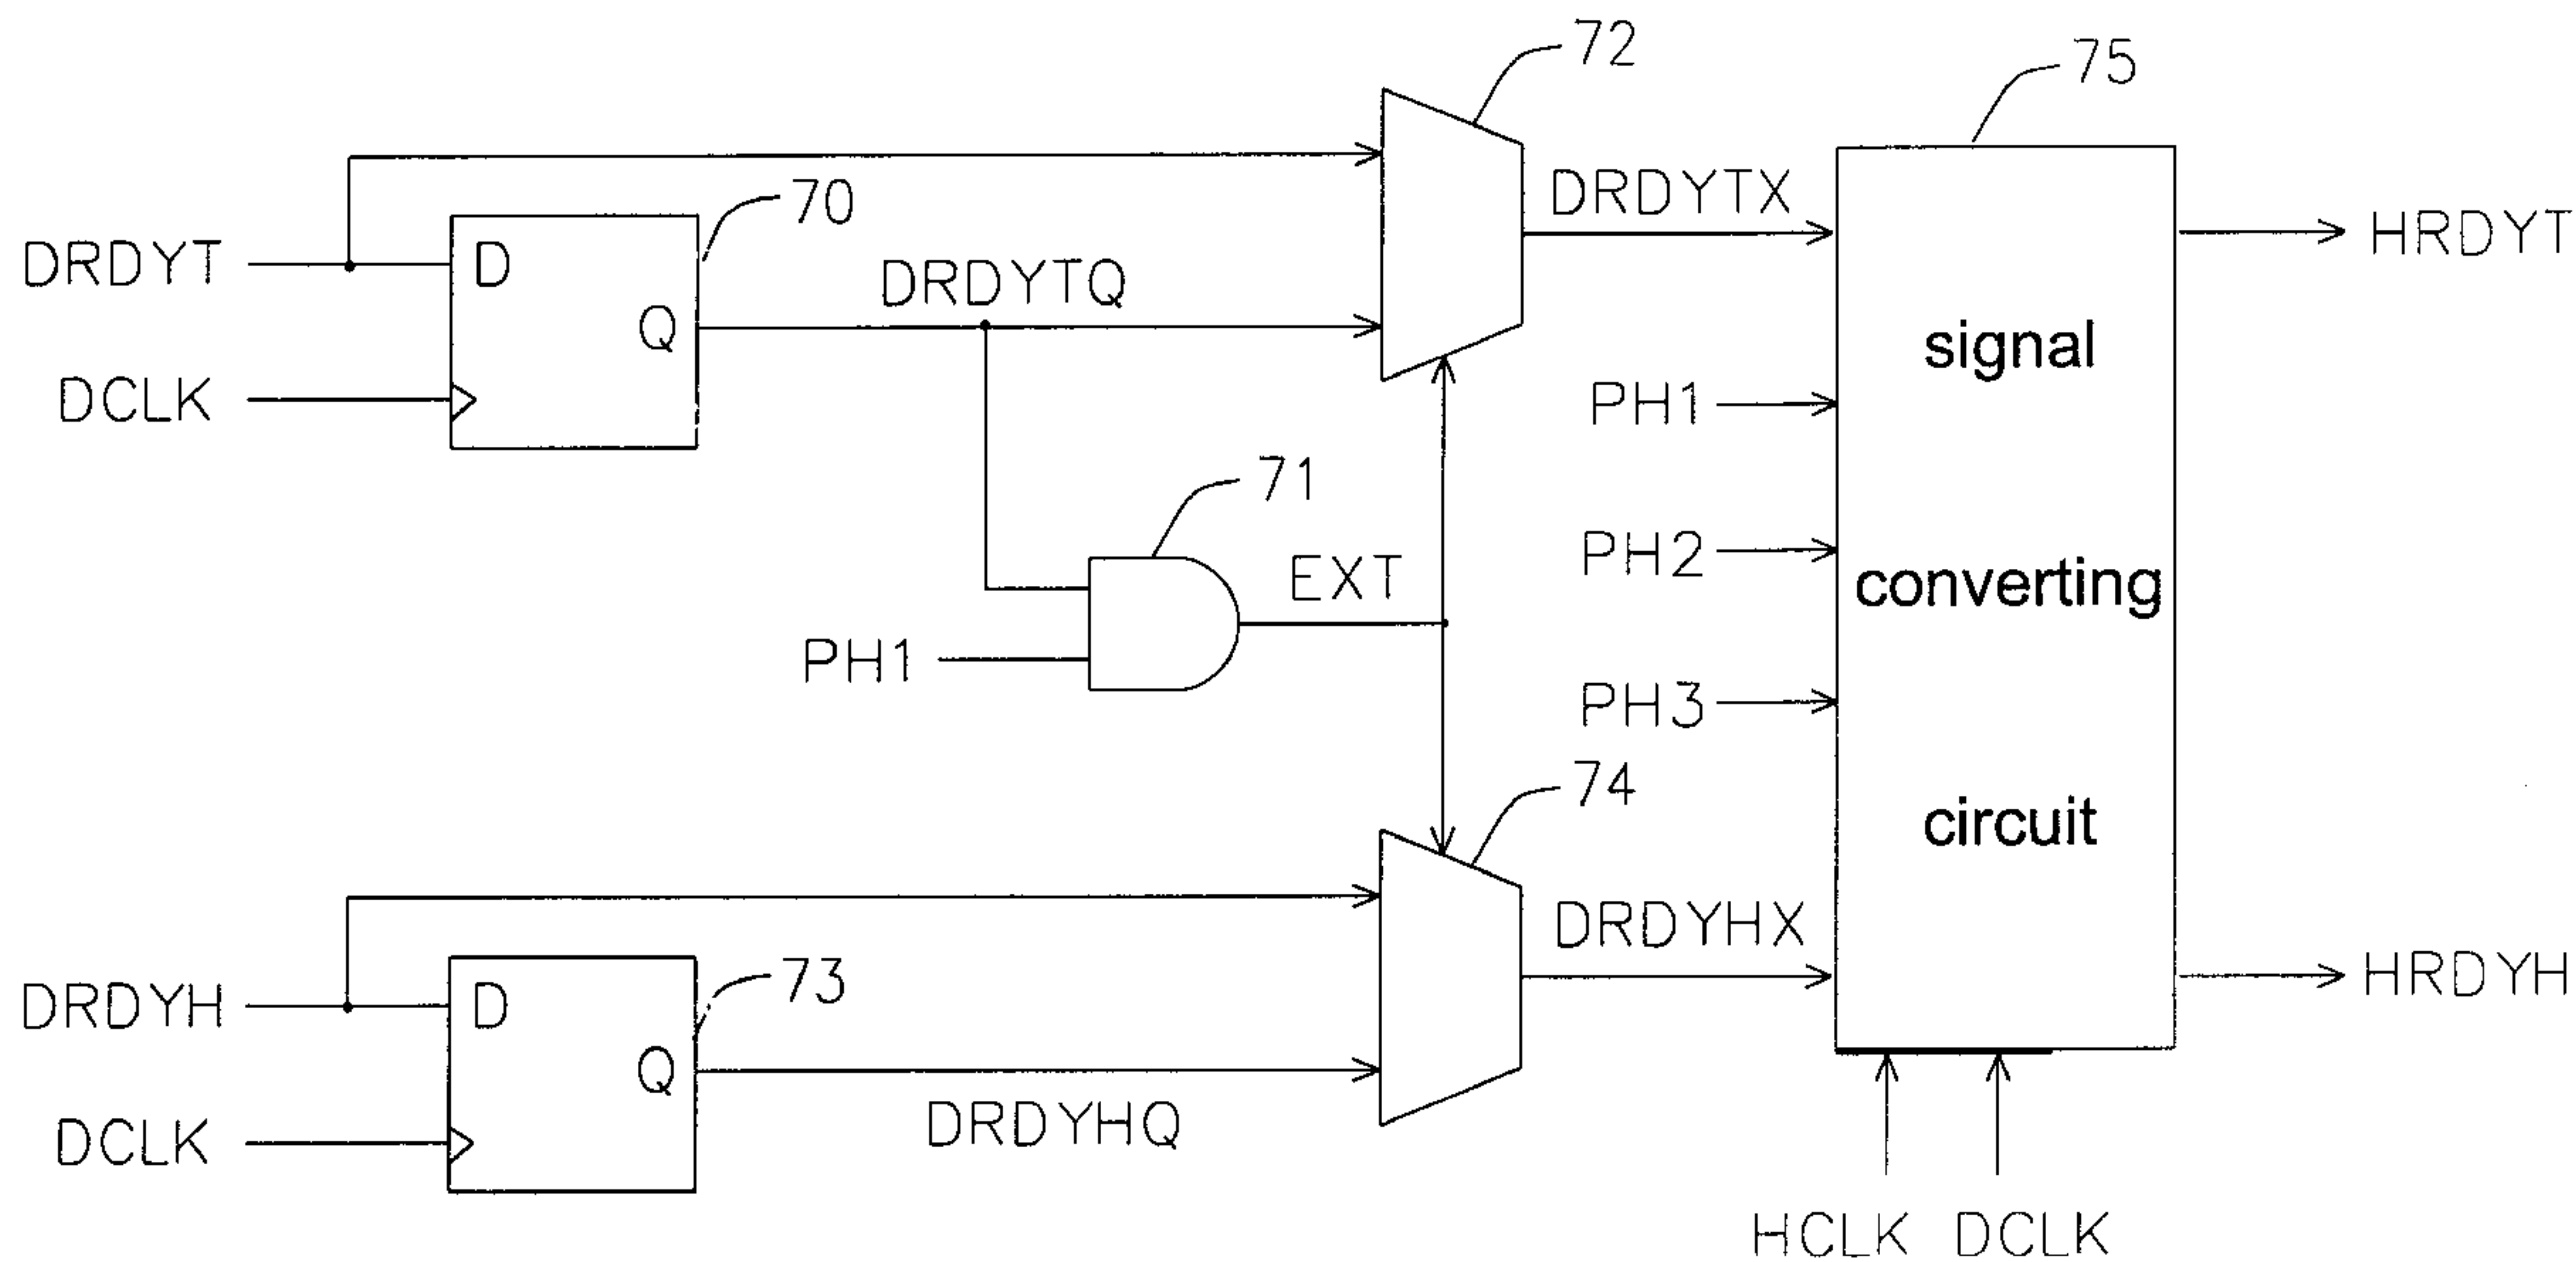 72
75
70
DRDYT
D
Q
DCLK
DRDYTQ
DRDYTX
HRDYT
signal
converting
circuit
PH1
PH2
PH3
71
EXT
PH1
74
73
DRDYH
D
Q
DCLK
DRDYHQ
DRDYHX
HRDYH
HCLK DCLK